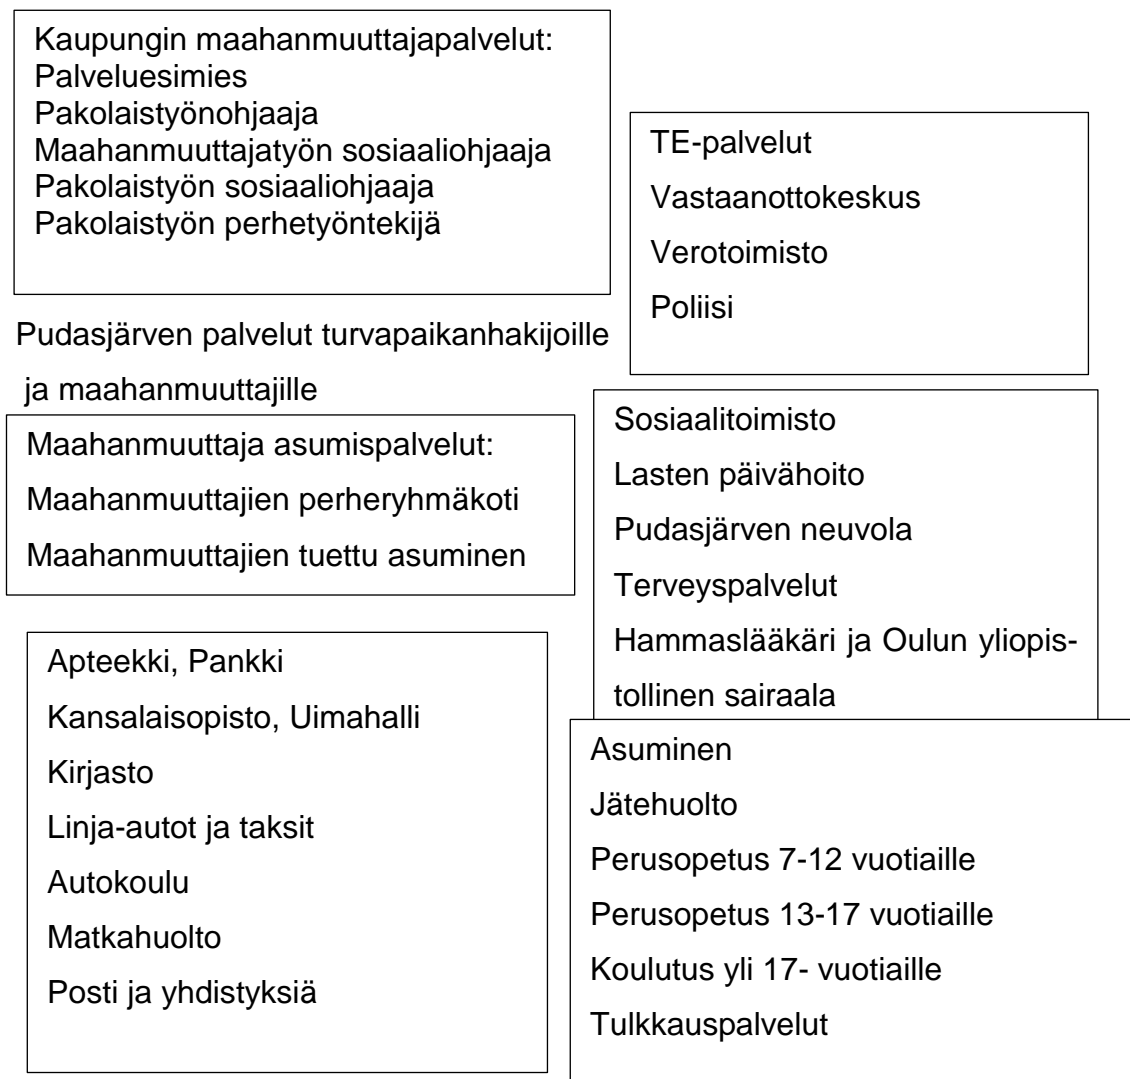 Kaupungin maahanmuuttajapalvelut:
Palveluesimies
Pakolaistyönohjaaja
Maahanmuuttajatyön sosiaaliohjaaja
Pakolaistyön sosiaaliohjaaja
Pakolaistyön perhetyöntekijä
TE-palvelut
Vastaanottokeskus
Verotoimisto
Poliisi
Pudasjärven palvelut turvapaikanhakijoille
ja maahanmuuttajille
Maahanmuuttaja asumispalvelut:
Maahanmuuttajien perheryhmäkoti
Maahanmuuttajien tuettu asuminen
Sosiaalitoimisto
Lasten päivähoito
Pudasjärven neuvola
Terveyspalvelut
Hammaslääkäri ja Oulun yliopis-
tollinen sairaala
Apteekki, Pankki
Kansalaisopisto, Uimahalli
Kirjasto
Linja-autot ja taksit
Autokoulu
Matkahuolto
Posti ja yhdistyksiä
Asuminen
Jätehuolto
Perusopetus 7-12 vuotiaille
Perusopetus 13-17 vuotiaille
Koulutus yli 17- vuotiaille
Tulkkauspalvelut